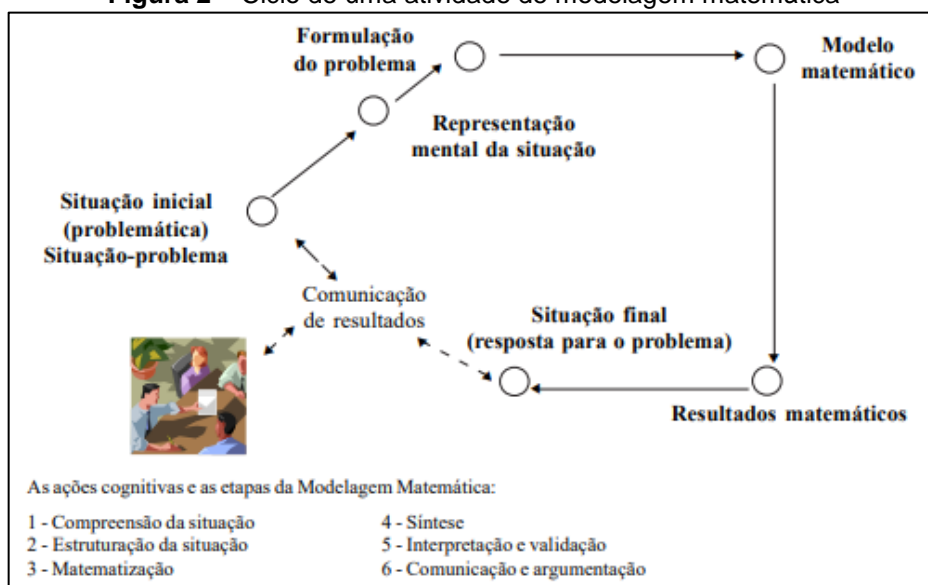 Figura 2 – Ciclo de uma atividade de modelagem matemática
Formulação
do problema
Modelo
matemático
Representação
mental da situação
Situação inicial
(problemática)
Situação-problema
Comunicação
de resultados
Situação final
(resposta para o problema)
Resultados matemáticos
As ações cognitivas e as etapas da Modelagem Matemática:
1 - Compreensão da situação
2 - Estruturação da situação
3 - Matematização
4 - Síntese
5 - Interpretação e validação
6 - Comunicação e argumentação